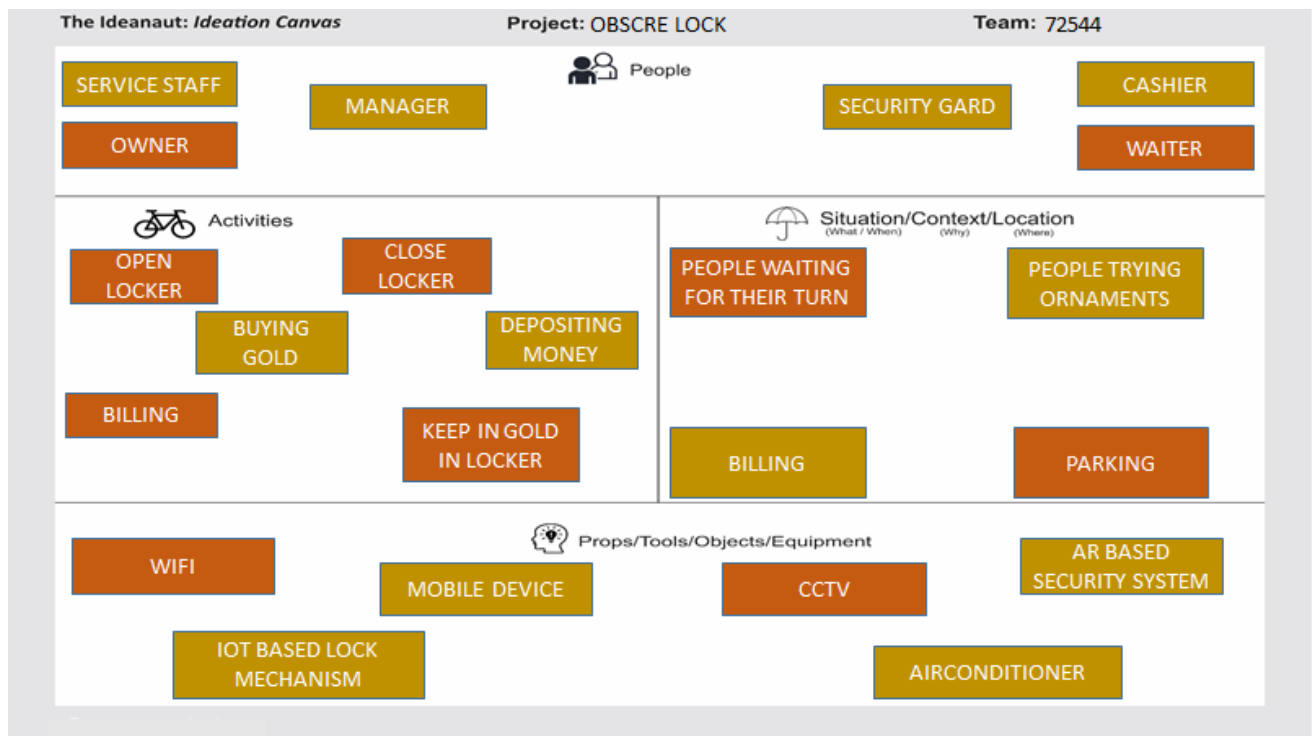 The Ideanaut: Ideation Canvas Project: OBSCRE LOCK Team: 72544
People
SERVICE STAFF
MANAGER
SECURITY GARD
CASHIER
OWNER
WAITER
Activities
OPEN
LOCKER
CLOSE
LOCKER
BUYING
GOLD
DEPOSITING
MONEY
BILLING
KEEP IN GOLD
IN LOCKER
Situation/Context/Location
(What / When) (Why) (Where)
PEOPLE WAITING
FOR THEIR TURN
PEOPLE TRYING
ORNAMENTS
BILLING
PARKING
Props/Tools/Objects/Equipment
WIFI
MOBILE DEVICE
CCTV
AR BASED
SECURITY SYSTEM
IOT BASED LOCK
MECHANISM
AIRCONDITIONER